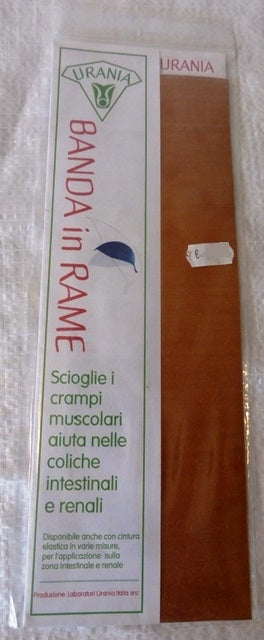 URANIA
URANIA
BANDA in RAME
€
Scioglie i
crampi
muscolari
aiuta nelle
coliche
intestinali
e renali
Disponibile anche con cintura
elastica in varie misure,
per l'applicazione sulla
zona intestinale e renale
Produzione: Laboratori Urania Italia snc